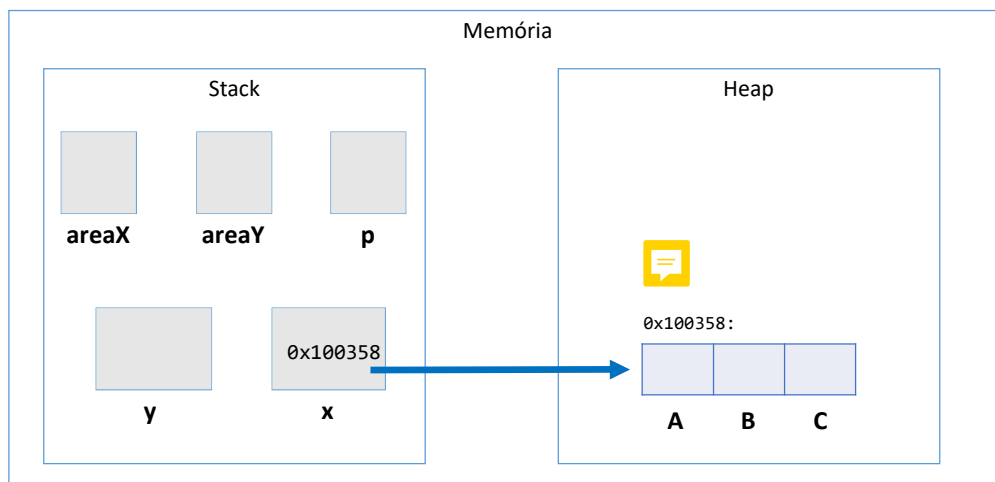 Memória
Stack
Heap
areaX
areaY
p
0x100358:
0x100358
y
x
A
B
C